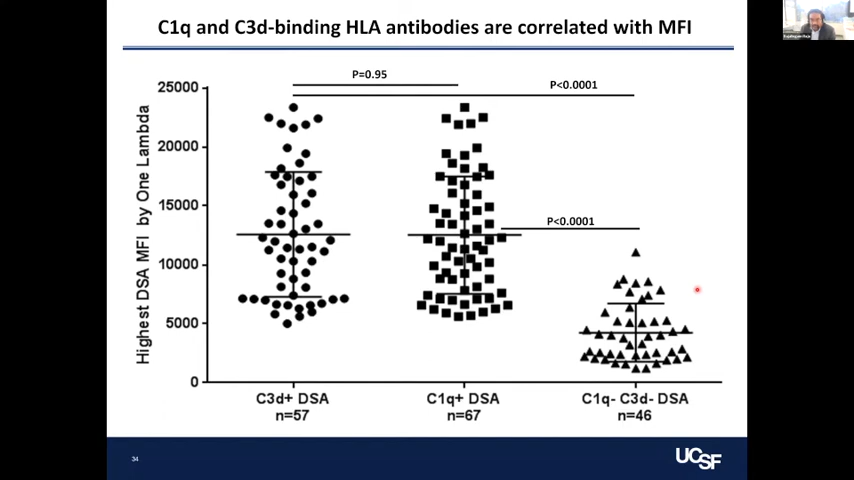 C1q and C3d-binding HLA antibodies are correlated with MFI
P=0.95
P<0.0001
P<0.0001
Highest DSA MFI by One Lambda
25000
20000
15000
10000
5000
0
C3d+ DSA
n=57
C1q+ DSA
n=67
C1q- C3d- DSA
n=46
34
UCSF